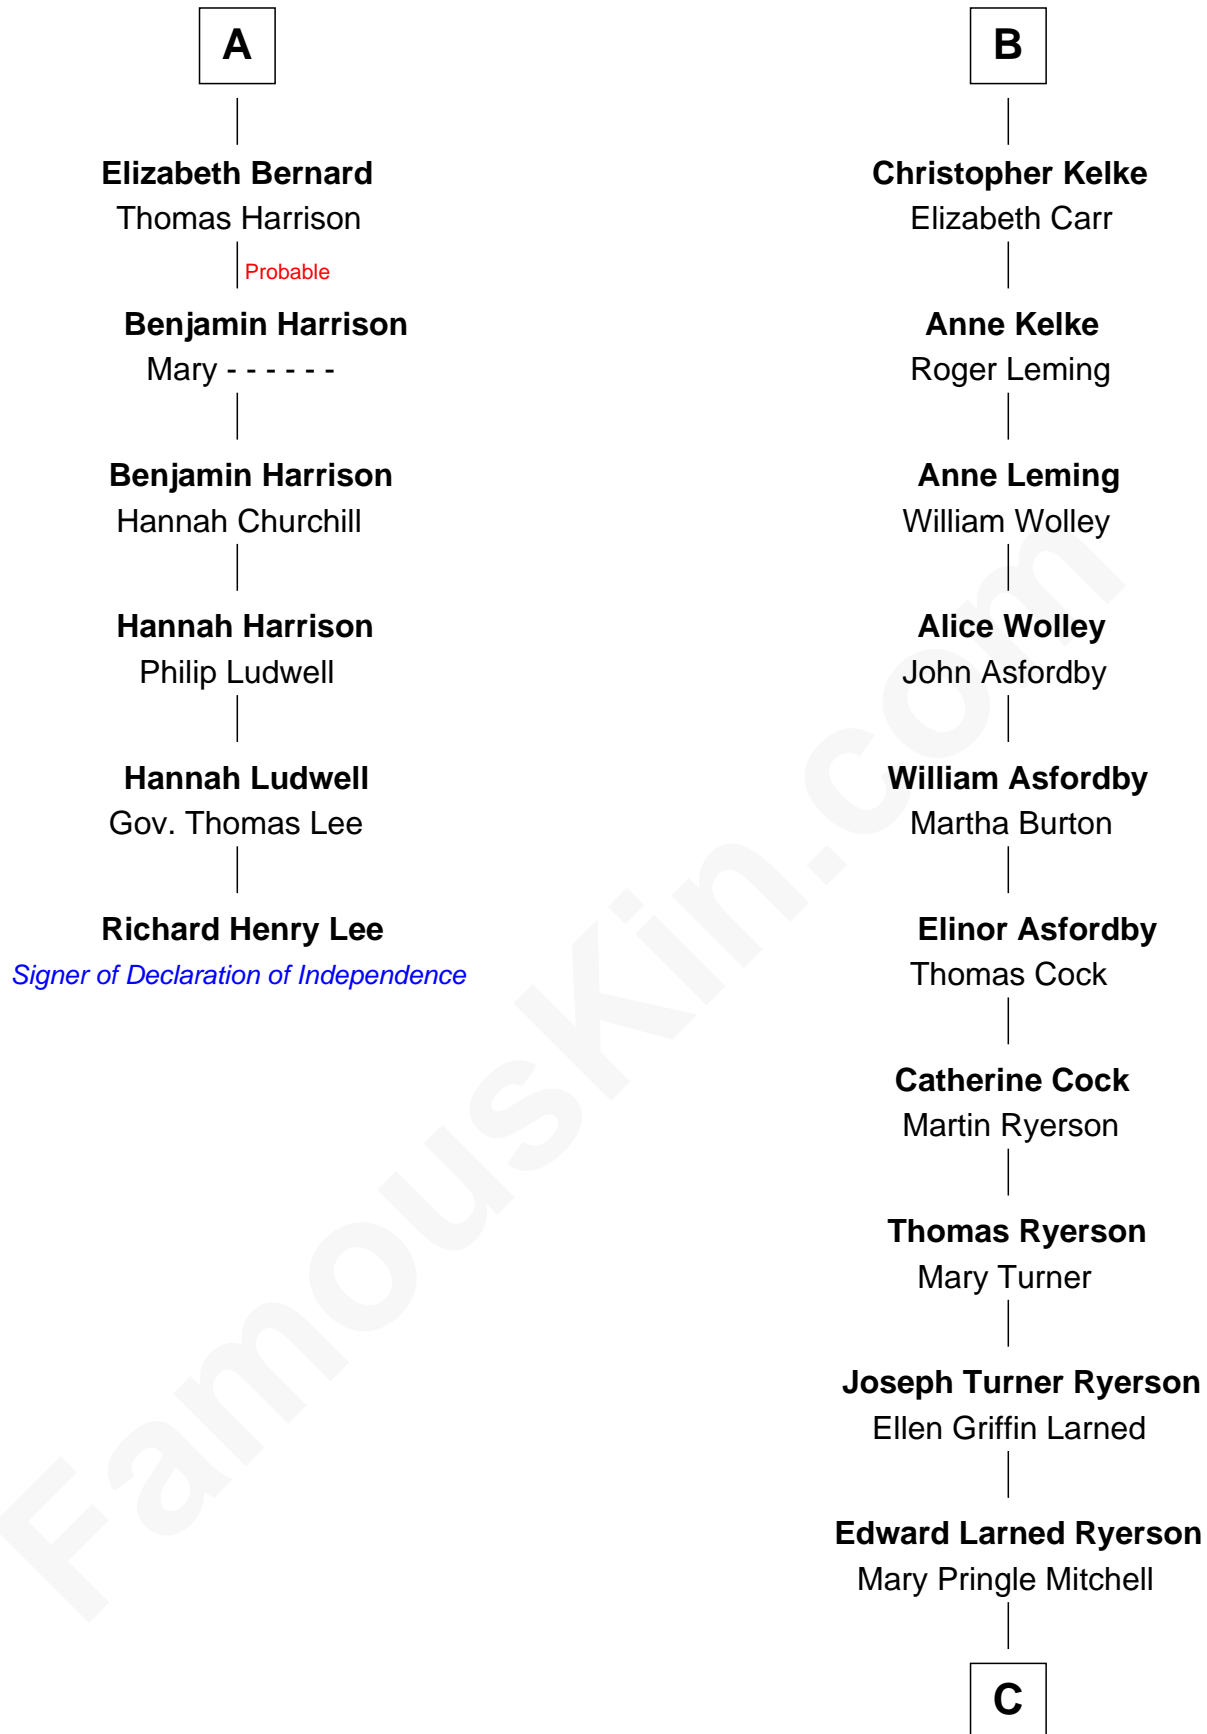 A
Elizabeth Bernard
Thomas Harrison
Probable
Benjamin Harrison
Mary - - - - - -
Benjamin Harrison
Hannah Churchill
Hannah Harrison
Philip Ludwell
Hannah Ludwell
Gov. Thomas Lee
Richard Henry Lee
Signer of Declaration of Independence
B
Christopher Kelke
Elizabeth Carr
Anne Kelke
Roger Leming
Anne Leming
William Wolley
Alice Wolley
John Asfordby
William Asfordby
Martha Burton
Elinor Asfordby
Thomas Cock
Catherine Cock
Martin Ryerson
Thomas Ryerson
Mary Turner
Joseph Turner Ryerson
Ellen Griffin Larned
Edward Larned Ryerson
Mary Pringle Mitchell
C
FamousKin.com